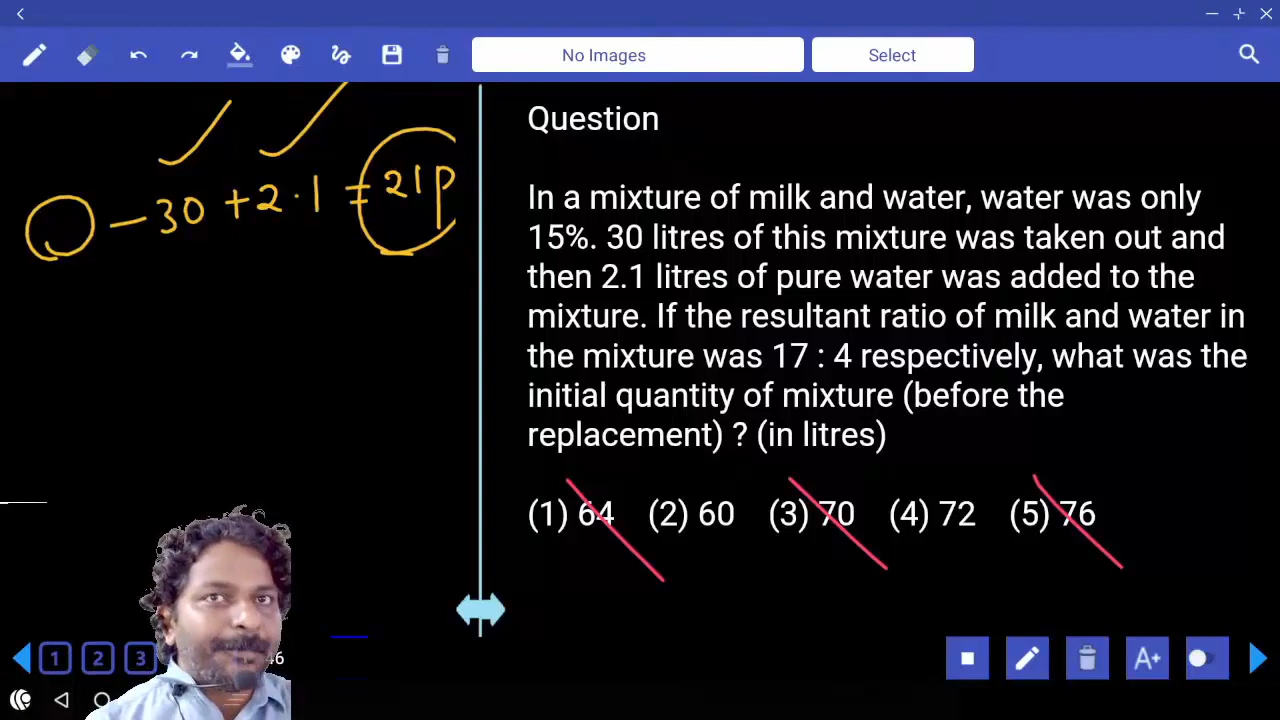 No Images
Select
-30 +2.1 = 21p
Question
In a mixture of milk and water, water was only
15%. 30 litres of this mixture was taken out and
then 2.1 litres of pure water was added to the
mixture. If the resultant ratio of milk and water in
the mixture was 17 : 4 respectively, what was the
initial quantity of mixture (before the
replacement) ? (in litres)
(1) 64 (2) 60 (3) 70 (4) 72 (5) 76
1 2 3 46
A+